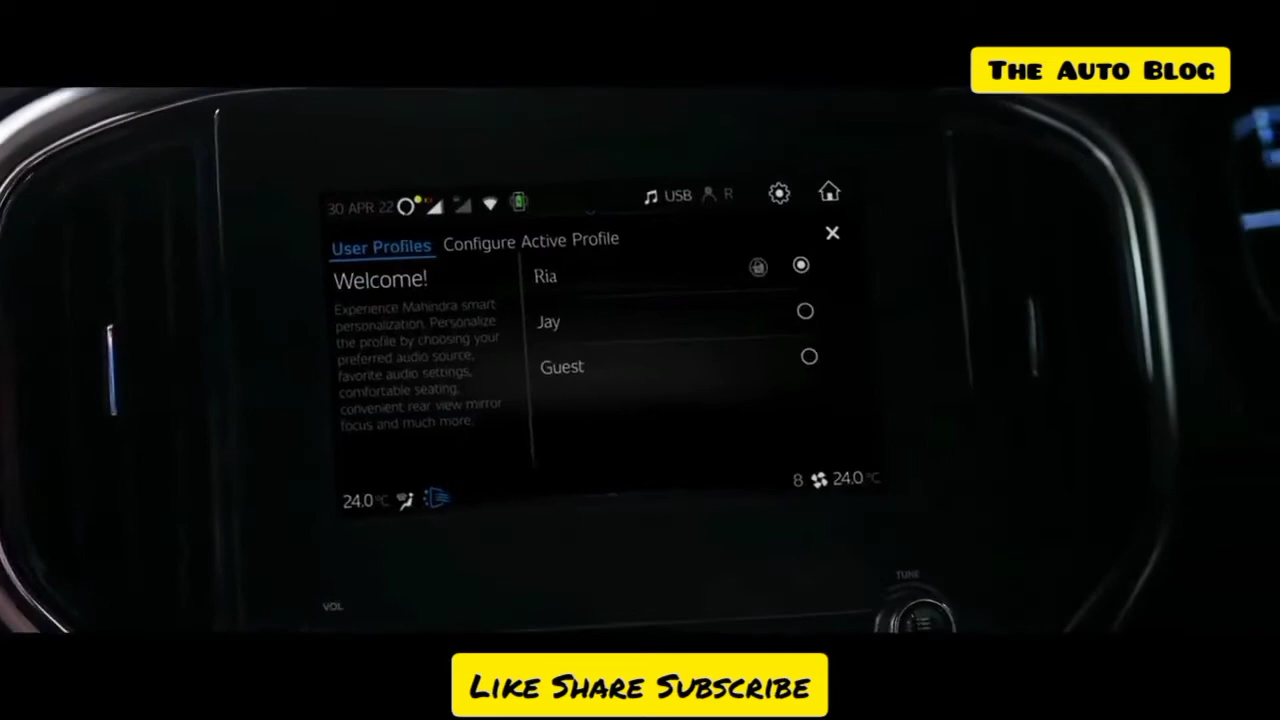 The Auto Blog
30 APR 22
USB
R
User Profiles
Configure Active Profile
Welcome!
Experience Mahindra smart
personalization. Personalize
the profile by choosing your
preferred audio source,
favorite audio settings,
comfortable seating,
convenient rear view mirror
focus and much more.
Ria
Jay
Guest
24.0°C
8
24.0°C
VOL
TUNE
Like Share Subscribe